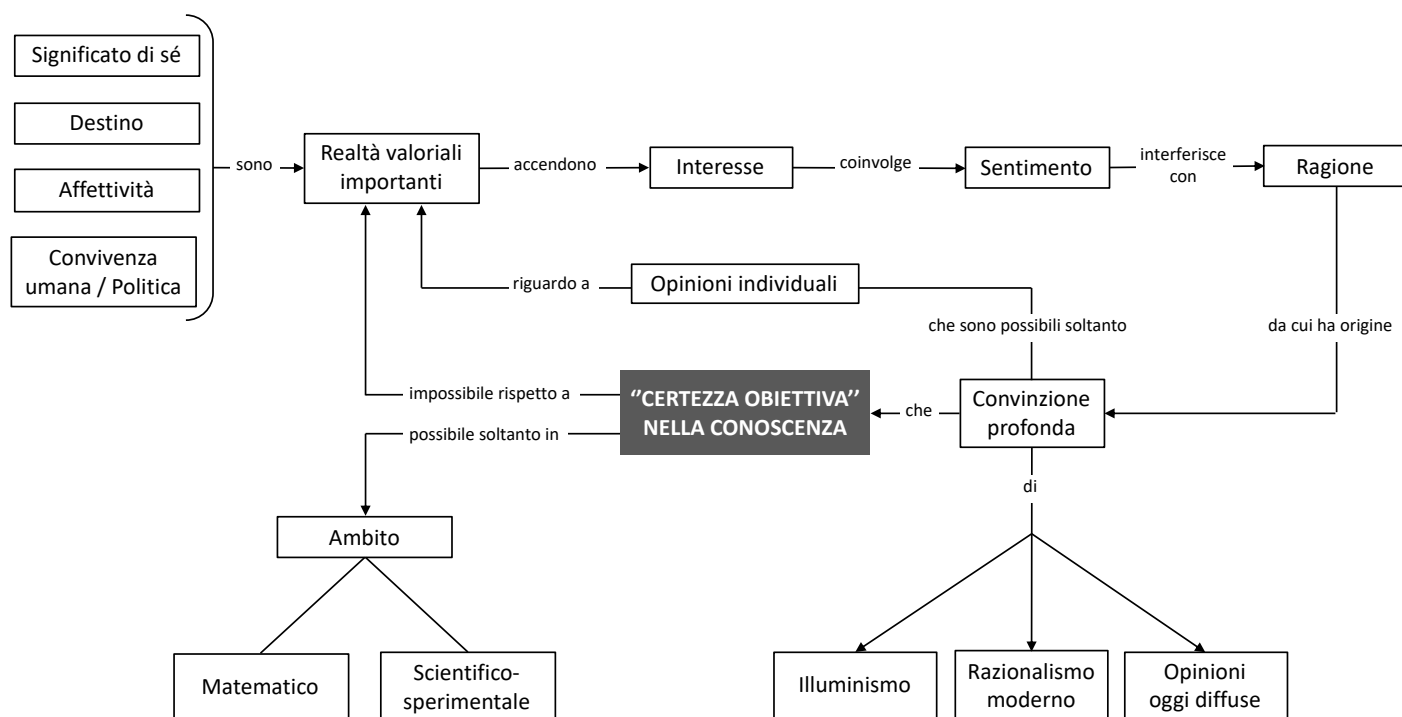 Significato di sé
Destino
Affettività
Convivenza
umana / Politica
sono
Realtà valoriali
importanti
accendono
Interesse
coinvolge
Sentimento
interferisce
con
Ragione
riguardo a
Opinioni individuali
che sono possibili soltanto
da cui ha origine
impossibile rispetto a
possibile soltanto in
‘’CERTEZZA OBIETTIVA’’
NELLA CONOSCENZA
che
Convinzione
profonda
di
Ambito
Matematico
Scientifico-
sperimentale
Illuminismo
Razionalismo
moderno
Opinioni
oggi diffuse